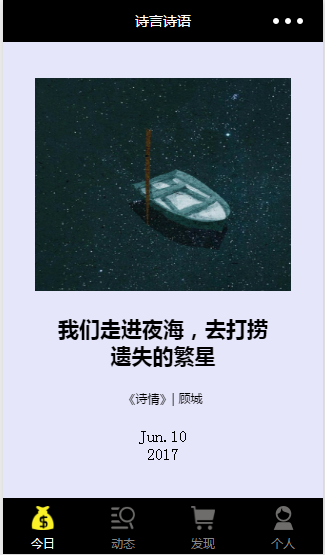 诗言诗语
我们走进夜海，去打捞
遗失的繁星
《诗情》| 顾城
Jun.10
2017
今日
动态
发现
个人